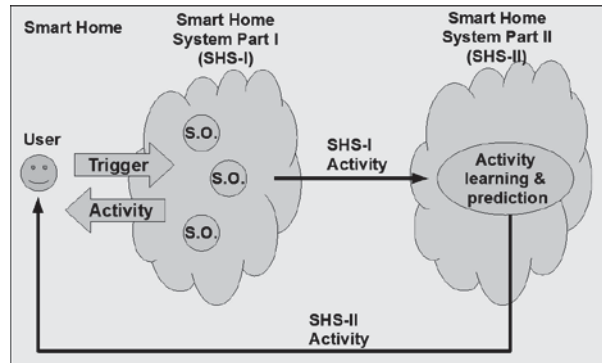 Smart Home
Smart Home
System Part I
(SHS-I)
Smart Home
System Part II
(SHS-II)
User
Trigger
Activity
S.O.
S.O.
S.O.
SHS-I
Activity
Activity
learning &
prediction
SHS-II
Activity